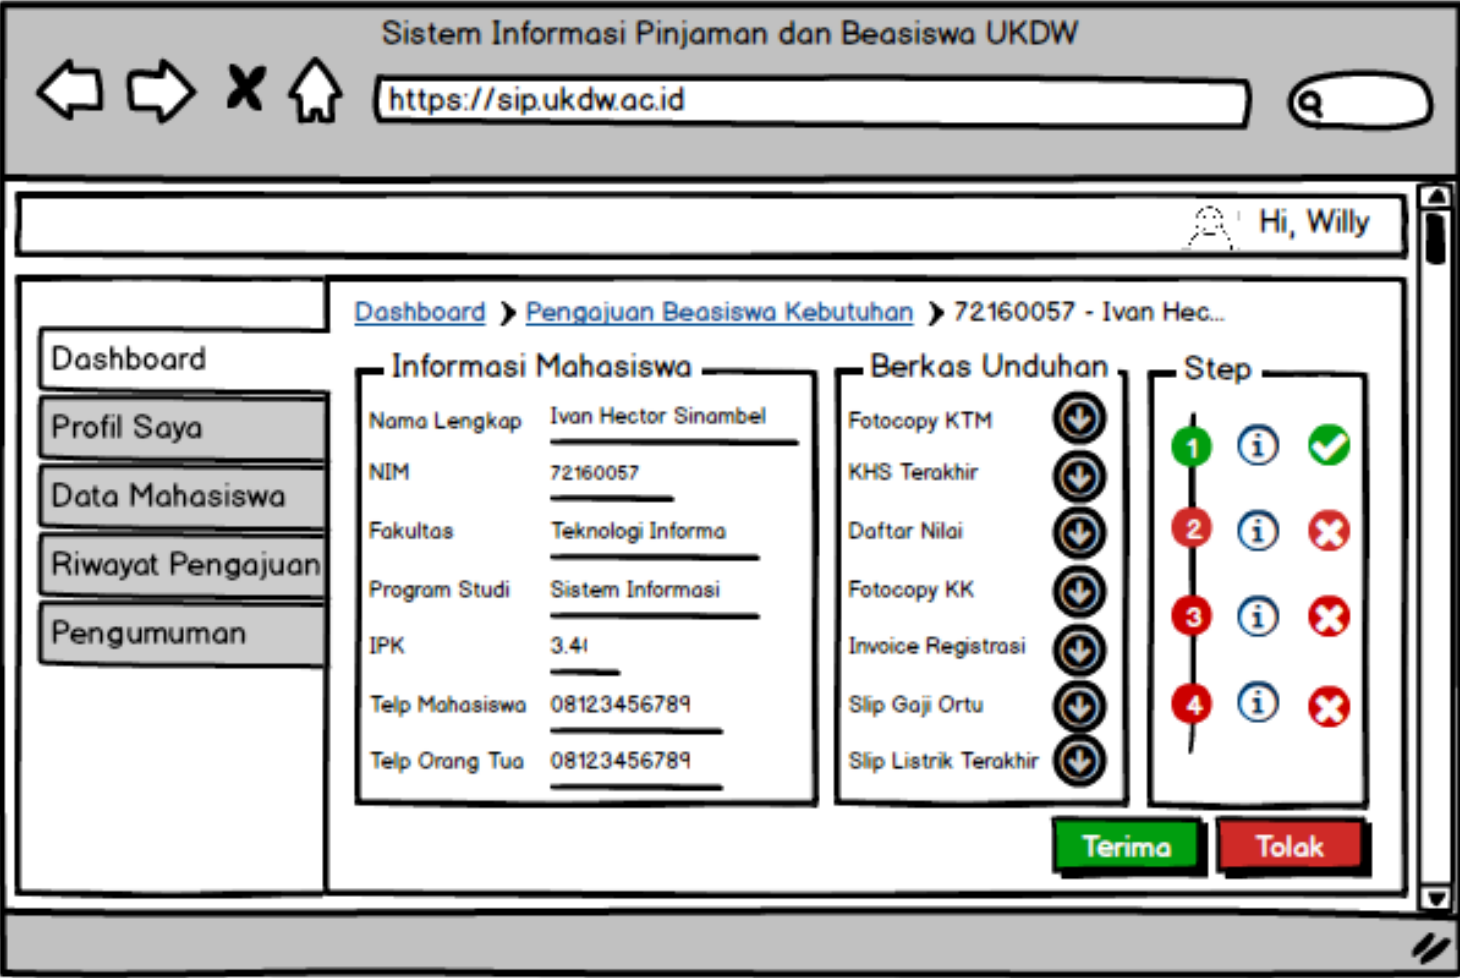 Sistem Informasi Pinjaman dan Beasiswa UKDW
https://sip.ukdw.ac.id
Hi, Willy
Dashboard
Profil Saya
Data Mahasiswa
Riwayat Pengajuan
Pengumuman
Dashboard > Pengajuan Beasiswa Kebutuhan > 72160057 - Ivan Hec...
Informasi Mahasiswa
Nama Lengkap Ivan Hector Sinambel
NIM 72160057
Fakultas Teknologi Informa
Program Studi Sistem Informasi
IPK
Telp Mahasiswa 08123456789
Telp Orang Tua 08123456789
Berkas Unduhan
Fotocopy KTM
KHS Terakhir
Daftar Nilai
Fotocopy KK
Invoice Registrasi
Slip Gaji Ortu
Slip Listrik Terakhir
Step
1
2
3
4
Terima
Tolak